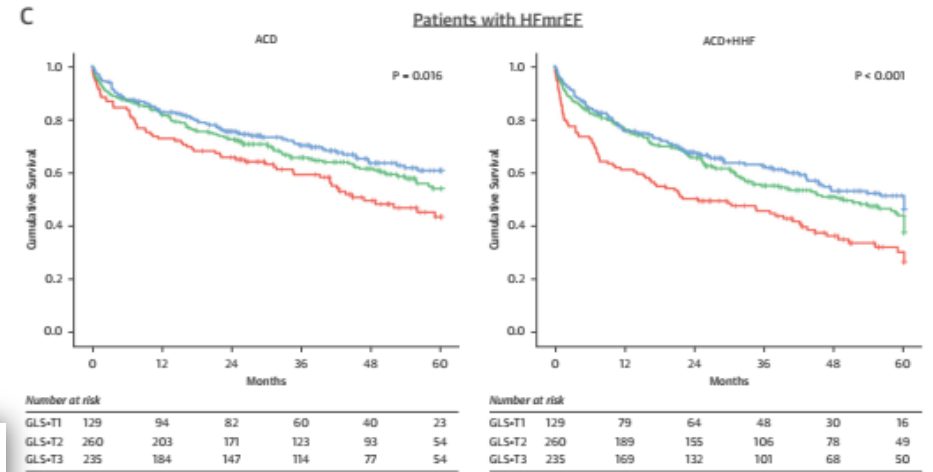 C
Patients with HFmrEF
ACD
P = 0.016
1.0
0.8
0.6
0.4
0.2
0.0
Cumulative Survival
0 12 24 36 48 60
Months
Number at risk
GLS-T1 129 94 82 60 40 23
GLS-T2 260 203 171 123 93 54
GLS-T3 235 184 147 114 77 54
ACD+HHF
P < 0.001
1.0
0.8
0.6
0.4
0.2
0.0
Cumulative Survival
0 12 24 36 48 60
Months
Number at risk
GLS-T1 129 79 64 48 30 16
GLS-T2 260 189 155 106 78 49
GLS-T3 235 169 132 101 68 50